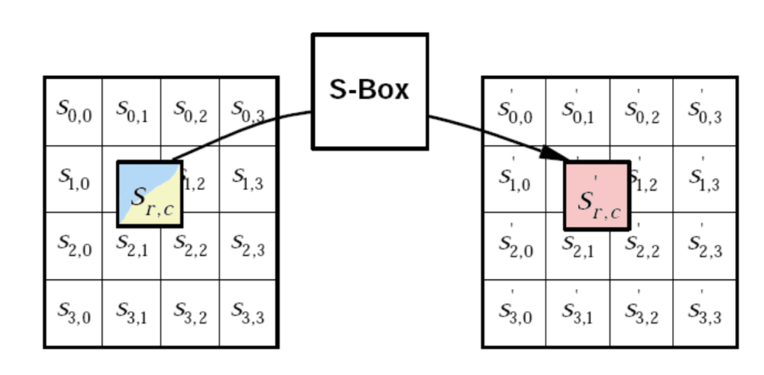 S-Box
S0,0 S0,1 S0,2 S0,3
S1,0 Sr,c 1,2 S1,3
S2,0 S2,1 S2,2 S2,3
S3,0 S3,1 S3,2 S3,3
S'0,0 S'0,1 S'0,2 S'0,3
S'1,0 S'r,c S'1,2 S'1,3
S'2,0 S2,1 S'2,2 S'2,3
S'3,0 S'3,1 S'3,2 S'3,3